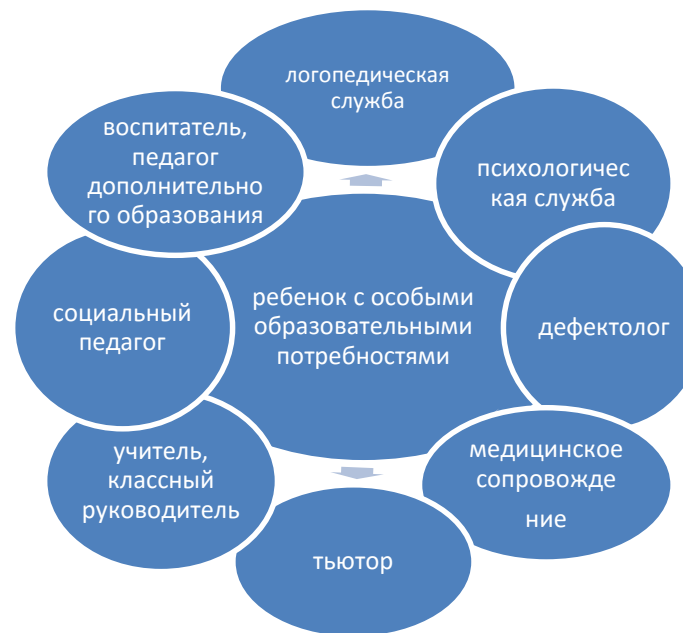 логопедическая
служба
воспитатель,
педагог
дополнительно
го образования
психологичес
кая служба
социальный
педагог
ребенок с особыми
образовательными
потребностями
дефектолог
учитель,
классный
руководитель
медицинское
сопровожде
ние
тьютор